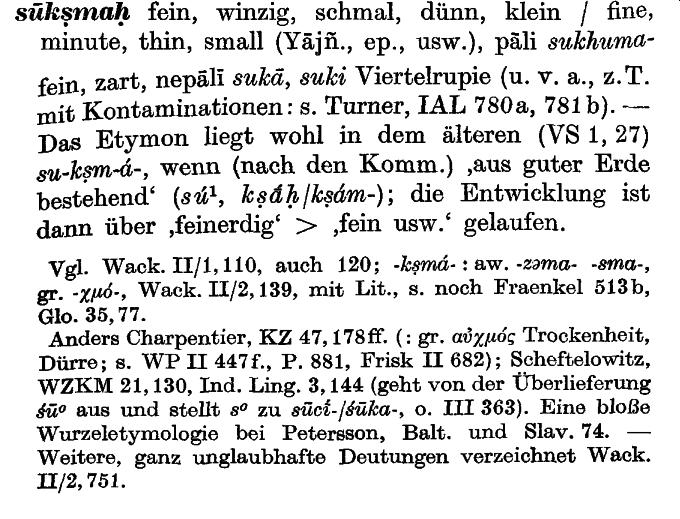 sūkṣmaḥ fein, winzig, schmal, dünn, klein / fine,
minute, thin, small (Yājñ., ep., usw.), pāli sukhuma-
fein, zart, nepālī sukā, suki Viertelrupie (u. v. a., z.T.
mit Kontaminationen: s. Turner, IAL 780a, 781b). —
Das Etymon liegt wohl in dem älteren (VS 1, 27)
su-kṣm-á-, wenn (nach den Komm.) ‚aus guter Erde
bestehend‘ (sú¹, kṣā́ḥ/kṣám-); die Entwicklung ist
dann über ‚feinerdig‘ > ‚fein usw.‘ gelaufen.
Vgl. Wack. II/1,110, auch 120; -kṣmá- : aw. -zəma- -sma-,
gr. -χμό-, Wack. II/2,139, mit Lit., s. noch Fraenkel 513b,
Glo. 35,77.
Anders Charpentier, KZ 47,178ff. (: gr. αὐχμός Trockenheit,
Dürre; s. WP II 447f., P. 881, Frisk II 682); Scheftelowitz,
WZKM 21,130, Ind. Ling. 3,144 (geht von der Überlieferung
śū° aus und stellt s° zu sūcī́-/śūka-, o. III 363). Eine bloße
Wurzeletymologie bei Petersson, Balt. und Slav. 74. —
Weitere, ganz unglaubhafte Deutungen verzeichnet Wack.
II/2,751.